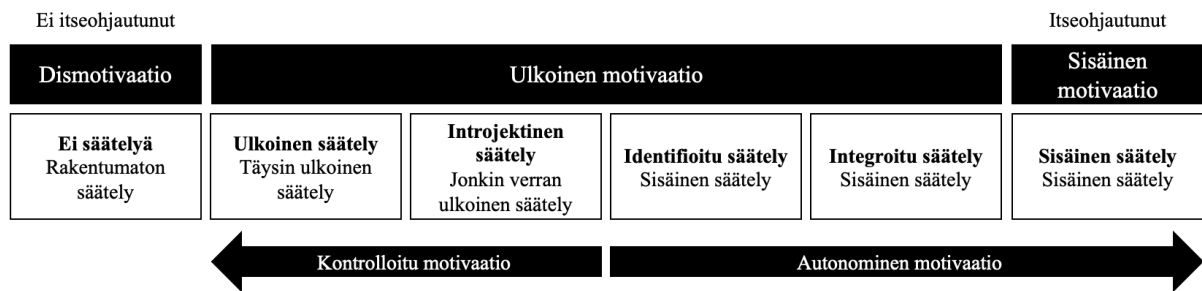 Ei itseohjautunut
Itseohjautunut
Dismotivaatio
Ulkoinen motivaatio
Sisäinen
motivaatio
Ei säätelyä
Rakentumaton
säätely
Ulkoinen säätely
Täysin ulkoinen
säätely
Introjektinen
säätely
Jonkin verran
ulkoinen säätely
Identifioitu säätely
Sisäinen säätely
Integroitu säätely
Sisäinen säätely
Sisäinen säätely
Sisäinen säätely
Kontrolloitu motivaatio
Autonominen motivaatio